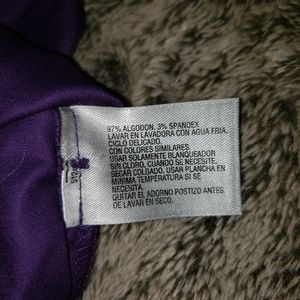 97% ALGODON, 3% SPANDEX
LAVAR EN LAVADORA CON AGUA FRIA,
CICLO DELICADO.
CON COLORES SIMILARES.
USAR SOLAMENTE BLANQUEADOR
SIN CLORO, CUANDO SE NECESITE.
SECAR COLGADO. USAR PLANCHA EN
MINIMA TEMPERATURA SI SE
NECESITA.
QUITAR EL ADORNO POSTIZO ANTES
DE LAVAR EN SECO.